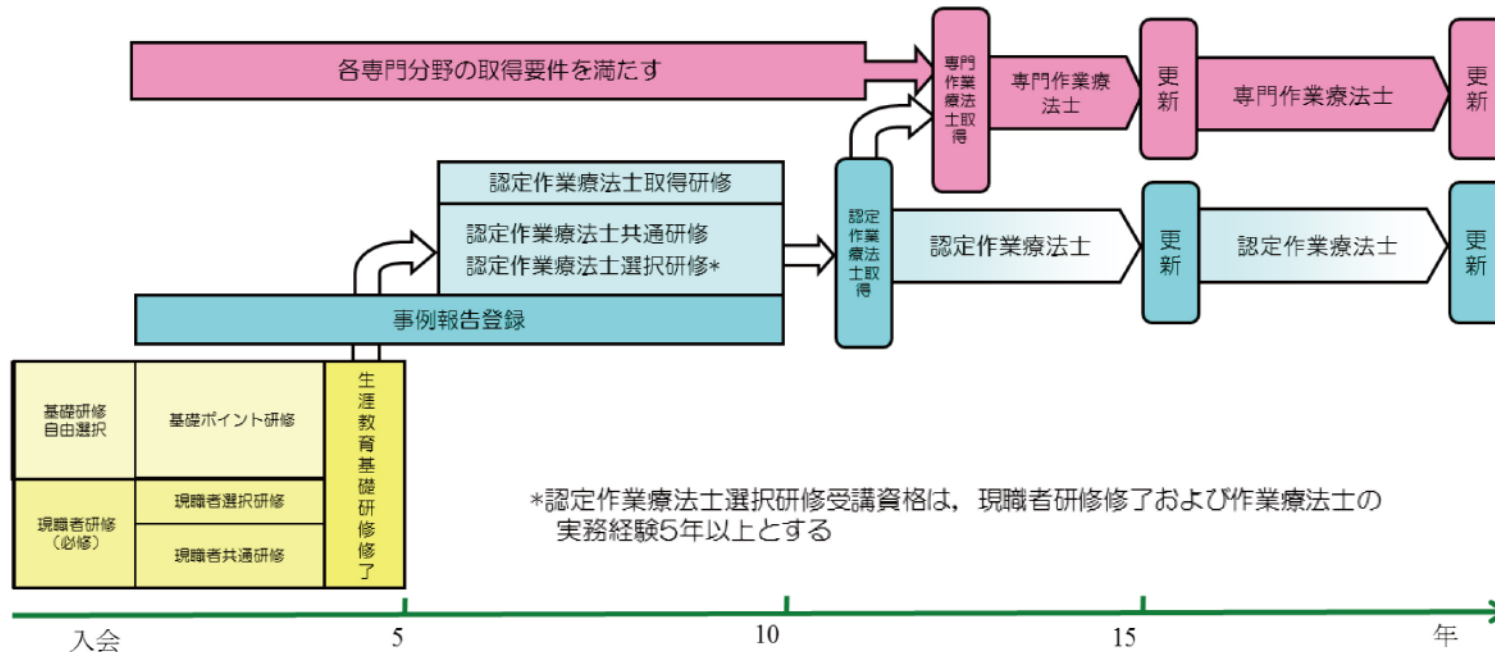 各専門分野の取得要件を満たす
専門作業療法士取得
専門作業療
法士
更新
専門作業療法士
更新
認定作業療法士取得研修
認定作業療法士共通研修
認定作業療法士選択研修*
認定作業療法士取得
認定作業療法士
更新
認定作業療法士
更新
事例報告登録
基礎研修
自由選択
基礎ポイント研修
生涯教育基礎研修修了
現職者研修
(必修)
現職者選択研修
現職者共通研修
*認定作業療法士選択研修受講資格は，現職者研修修了および作業療法士の
実務経験5年以上とする
入会 5 10 15 年